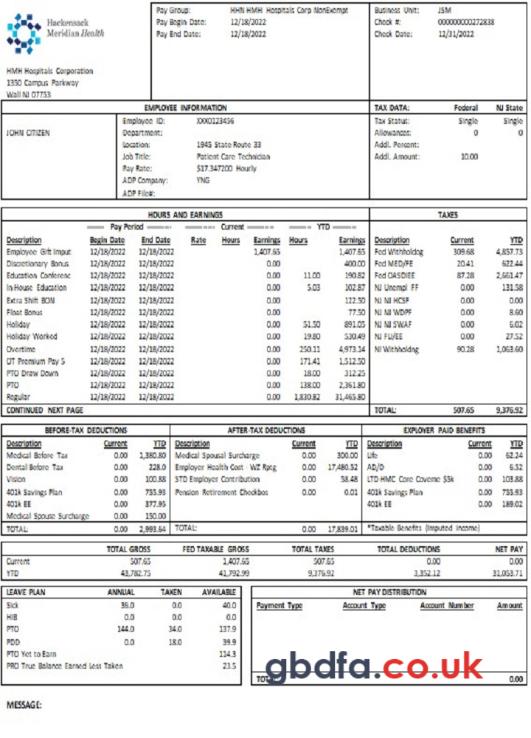 Hackensack
Meridian Health
HMH Hospitals Corporation
1350 Campus Parkway
Wall NJ 07753
Pay Group: HHN HMH Hospitals Corp NonExempt
Pay Begin Date: 12/18/2022
Pay End Date: 12/18/2022
Business Unit: JSM
Check #: 000000000272838
Check Date: 12/31/2022
EMPLOYEE INFORMATION
JOHN CITIZEN
Employee ID: XXX0123456
Department:
Location: 1945 State Route 33
Job Title: Patient Care Technician
Pay Rate: $17.347200 Hourly
ADP Company: YNG
ADP File#:
TAX DATA: Federal NJ State
Tax Status: Single Single
Allowances: 0 0
Addl. Percent:
Addl. Amount: 10.00
HOURS AND EARNINGS
Pay Period Current YTD
Description Begin Date End Date Rate Hours Earnings Hours Earnings
Employee Gift Imput 12/18/2022 12/18/2022 1,407.65 1,407.65
Discretionary Bonus 12/18/2022 12/18/2022 0.00 400.00
Education Conferenc 12/18/2022 12/18/2022 0.00 11.00 190.82
In-House Education 12/18/2022 12/18/2022 0.00 5.03 102.87
Extra Shift BON 12/18/2022 12/18/2022 0.00 122.50
Float Bonus 12/18/2022 12/18/2022 0.00 77.50
Holiday 12/18/2022 12/18/2022 0.00 51.50 891.05
Holiday Worked 12/18/2022 12/18/2022 0.00 19.80 530.49
Overtime 12/18/2022 12/18/2022 0.00 250.11 4,973.14
OT Premium Pay 5 12/18/2022 12/18/2022 0.00 171.41 1,512.50
PTO Draw Down 12/18/2022 12/18/2022 0.00 18.00 312.25
PTO 12/18/2022 12/18/2022 0.00 138.00 2,361.80
Regular 12/18/2022 12/18/2022 0.00 1,830.82 31,465.80
CONTINUED NEXT PAGE
TAXES
Description Current YTD
Fed Withholdng 309.68 4,857.73
Fed MED/EE 20.41 622.44
Fed OASDI/EE 87.28 2,661.47
NJ Unempl EE 0.00 131.58
NJ NJ HCSF 0.00 0.00
NJ NJ WDPF 0.00 8.60
NJ NJ SWAF 0.00 6.02
NJ FLI/EE 0.00 27.52
NJ Withholdng 90.28 1,063.60
TOTAL: 507.65 9,376.92
BEFORE-TAX DEDUCTIONS
Description Current YTD
Medical Before Tax 0.00 1,380.80
Dental Before Tax 0.00 228.0
Vision 0.00 100.88
401k Savings Plan 0.00 755.93
401k EE 0.00 377.95
Medical Spouse Surcharge 0.00 150.00
TOTAL: 0.00 2,993.64
AFTER-TAX DEDUCTIONS
Description Current YTD
Medical Spousal Surcharge 0.00 300.00
Employer Health Cost - WZ Rptg 0.00 17,480.52
STD Employer Contribution 0.00 58.48
Pension Retirement Checkbox 0.00 0.01
TOTAL: 0.00 17,839.01
EMPLOYER PAID BENEFITS
Description Current YTD
Life 0.00 62.24
AD/D 0.00 6.52
LTD HMC Core Coverne $5k 0.00 103.88
401k Savings Plan 0.00 755.93
401k EE 0.00 189.02
*Taxable Benefits (Imputed Income)
TOTAL GROSS FED TAXABLE GROSS TOTAL TAXES TOTAL DEDUCTIONS NET PAY
Current 507.65 1,407.65 507.65 0.00 0.00
YTD 43,782.75 41,792.99 9,376.92 3,352.12 31,053.71
LEAVE PLAN ANNUAL TAKEN AVAILABLE
Sick 36.0 0.0 40.0
HIB 0.0 0.0 0.0
PTO 144.0 34.0 137.9
PDD 0.0 18.0 39.9
PTO Yet to Earn 114.3
PRO True Balance Earned Less Taken 23.5
NET PAY DISTRIBUTION
Payment Type Account Type Account Number Amount
0.00
gbdfa.co.uk
MESSAGE: